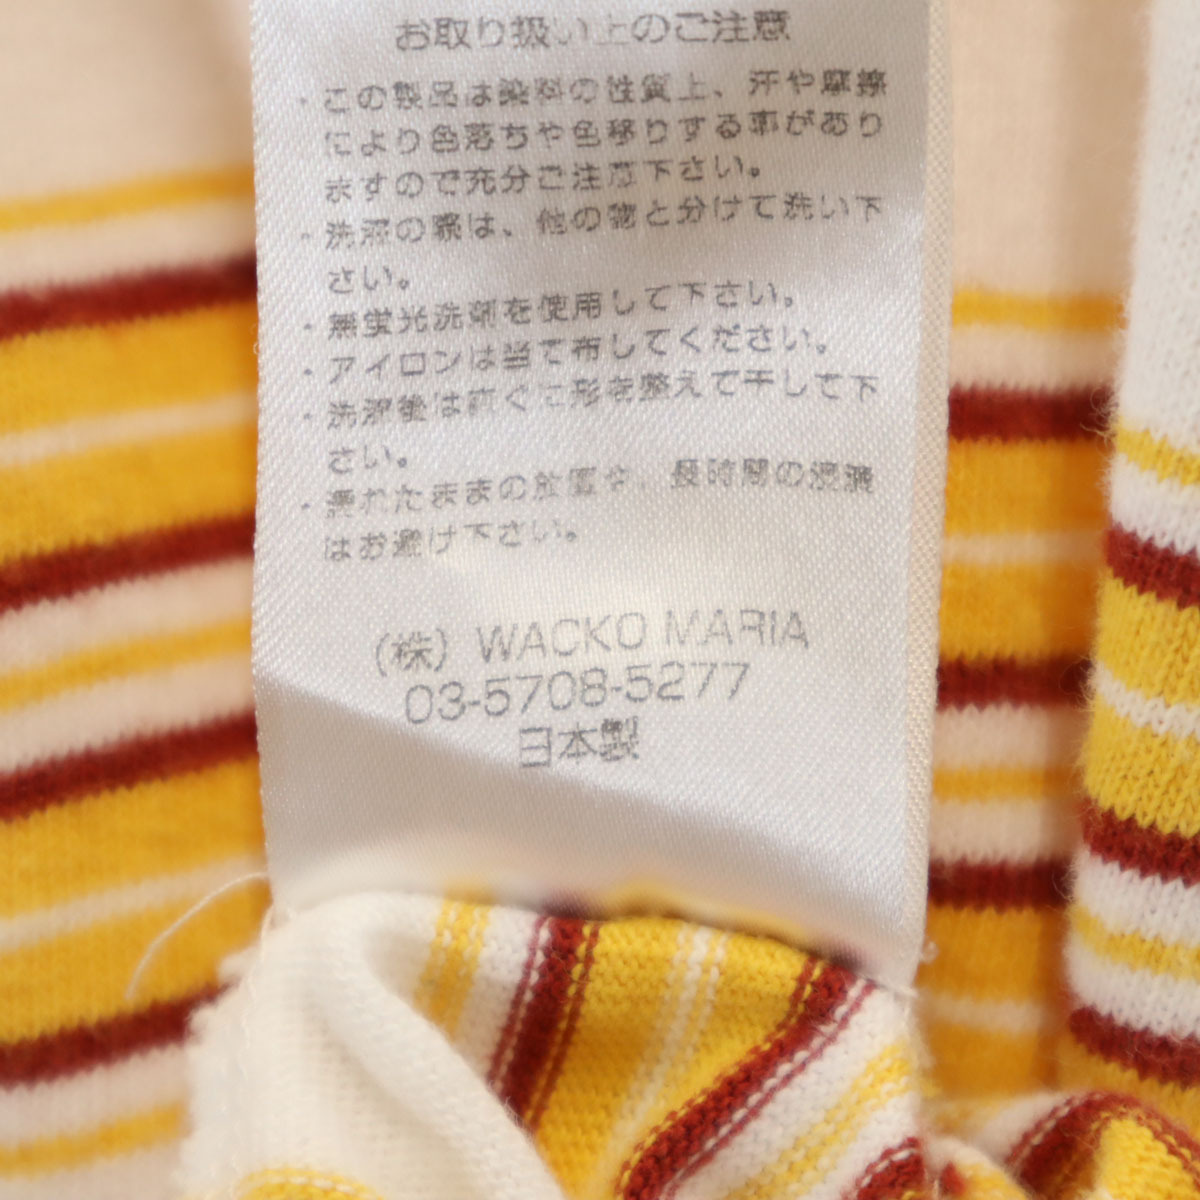 お取り扱い上のご注意
・この製品は染料の性質上、汗や摩擦
により色落ちや色移りする事があり
ますので充分ご注意下さい。
・洗濯の際は、他の物と分けて洗い下
さい。
・無蛍光洗剤を使用して下さい。
・アイロンは当て布してください。
・洗濯後は直ぐに形を整えて干して下
さい。
・濡れたままの放置や、長時間の浸漬
はお避け下さい。
(株) WACKO MARIA
03-5708-5277
日本製